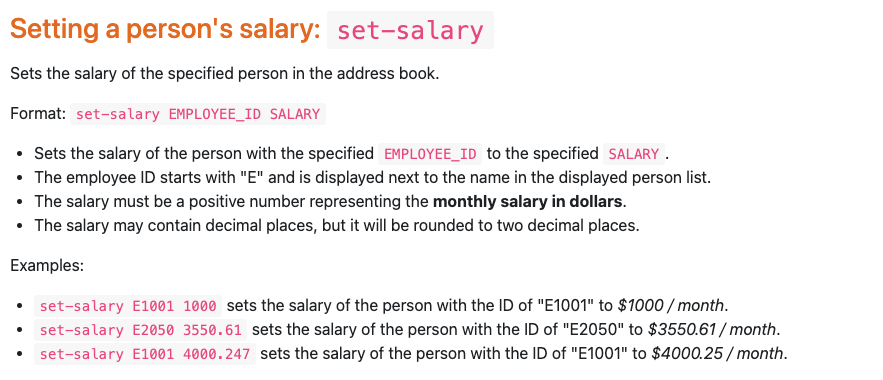 Setting a person's salary: set-salary
Sets the salary of the specified person in the address book.
Format: set-salary EMPLOYEE_ID SALARY
• Sets the salary of the person with the specified EMPLOYEE_ID to the specified SALARY.
• The employee ID starts with "E" and is displayed next to the name in the displayed person list.
• The salary must be a positive number representing the monthly salary in dollars.
• The salary may contain decimal places, but it will be rounded to two decimal places.
Examples:
• set-salary E1001 1000 sets the salary of the person with the ID of "E1001" to $1000 / month.
• set-salary E2050 3550.61 sets the salary of the person with the ID of "E2050" to $3550.61 / month.
• set-salary E1001 4000.247 sets the salary of the person with the ID of "E1001" to $4000.25 / month.